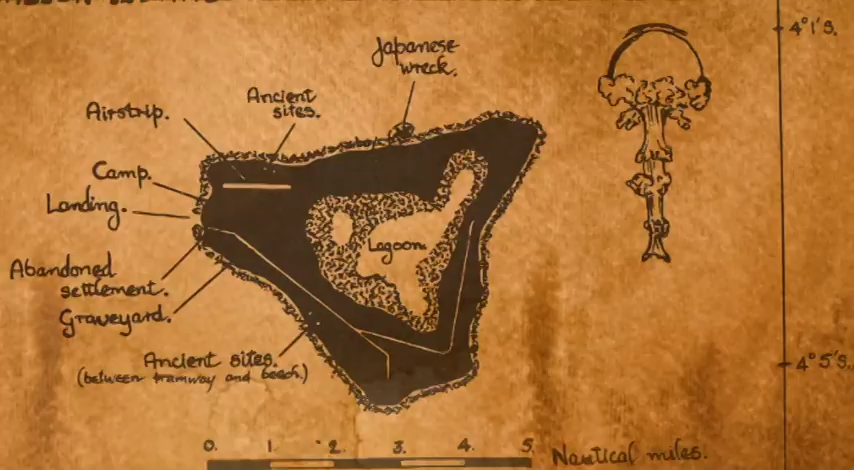 4°1'S.
Japanese
wreck.
Airstrip.
Ancient
sites.
Camp.
Landing.
Lagoon.
Abandoned
settlement.
Graveyard.
Ancient sites.
(between tramway and beach.)
4°5'S.
0. 1. 2. 3. 4. 5. Nautical miles.